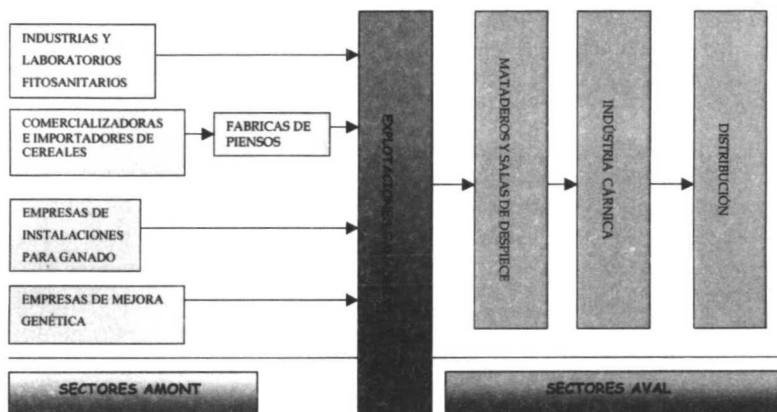 INDUSTRIAS Y
LABORATORIOS
FITOSANITARIOS
COMERCIALIZADORAS
E IMPORTADORES DE
CEREALES
FABRICAS DE
PIENSOS
EMPRESAS DE
INSTALACIONES
PARA GANADO
EMPRESAS DE MEJORA
GENÉTICA
EXPLOTACIONES
MATADEROS Y SALAS DE DESPIECE
INDÚSTRIA CÁRNICA
DISTRIBUCIÓN
SECTORES AMONT
SECTORES AVAL